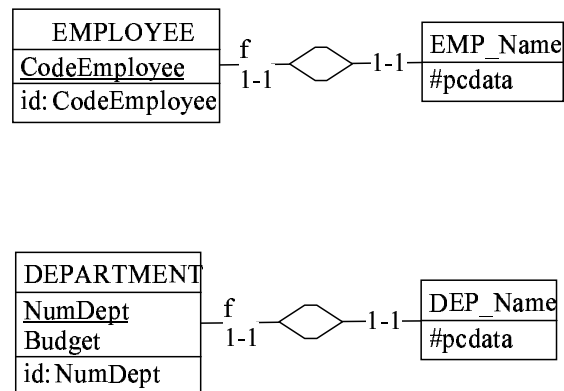 EMPLOYEE
CodeEmployee
id: CodeEmployee
f
1-1
1-1
EMP_Name
#pcdata
DEPARTMENT
NumDept
Budget
id: NumDept
f
1-1
1-1
DEP_Name
#pcdata